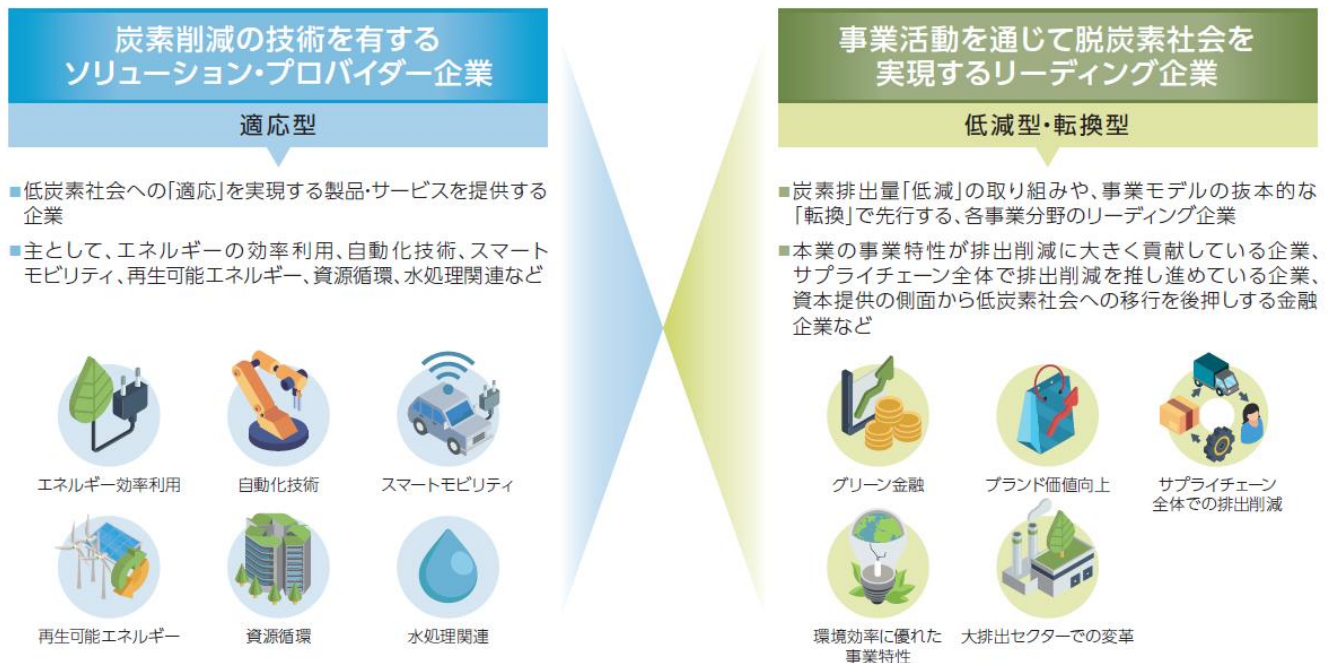 炭素削減の技術を有する
ソリューション・プロバイダー企業
適応型
■低炭素社会への「適応」を実現する製品・サービスを提供する
企業
■主として、エネルギーの効率利用、自動化技術、スマート
モビリティ、再生可能エネルギー、資源循環、水処理関連など
エネルギー効率利用
自動化技術
スマートモビリティ
再生可能エネルギー
資源循環
水処理関連
事業活動を通じて脱炭素社会を
実現するリーディング企業
低減型・転換型
■炭素排出量「低減」の取り組みや、事業モデルの抜本的な
「転換」で先行する、各事業分野のリーディング企業
■本業の事業特性が排出削減に大きく貢献している企業、
サプライチェーン全体で排出削減を推し進めている企業、
資本提供の側面から低炭素社会への移行を後押しする金融
企業など
グリーン金融
ブランド価値向上
サプライチェーン
全体での排出削減
環境効率に優れた
事業特性
大排出セクターでの変革